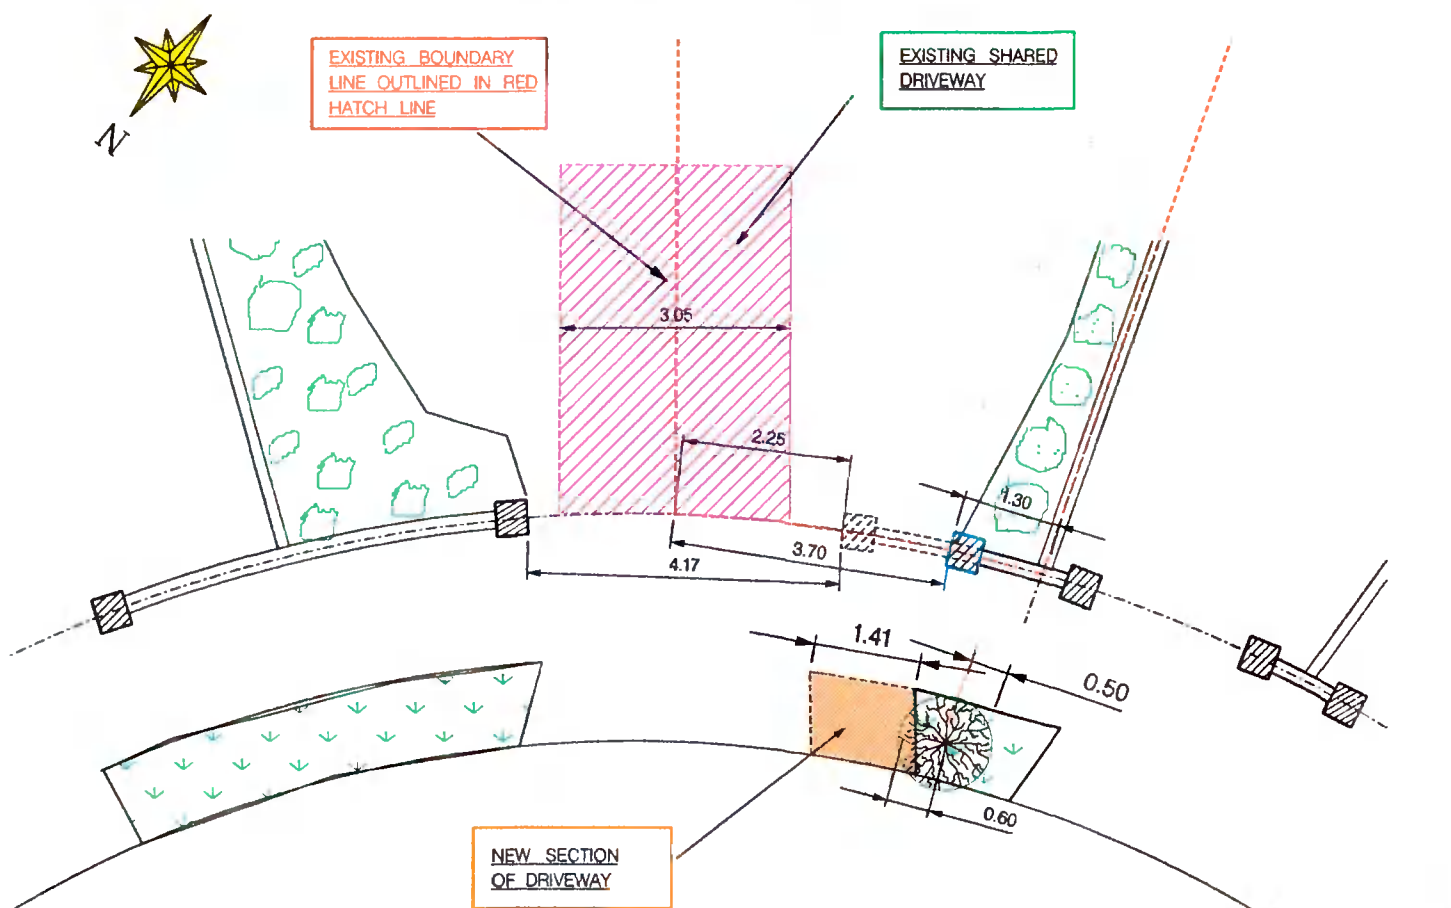 EXISTING BOUNDARY
LINE OUTLINED IN RED
HATCH LINE
EXISTING SHARED
DRIVEWAY
N
3.05
2.25
1.30
3.70
4.17
1.41
0.50
0.60
NEW SECTION
OF DRIVEWAY